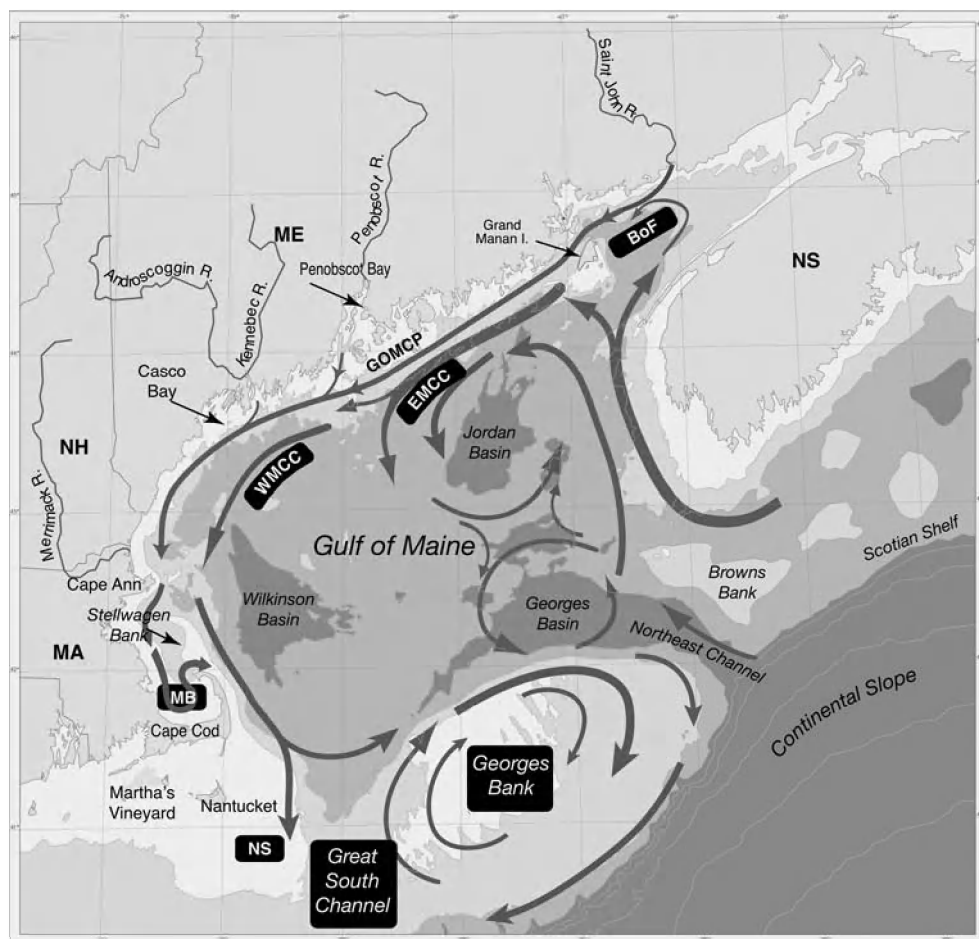 Saint John R.
Penobscot R.
ME
Grand
Manan I.
BoF
NS
Androscoggin R.
Kennebec R.
Penobscot Bay
GOMCP
Casco
Bay
EMCC
NH
Jordan
Basin
WMCC
Merrimack R.
Gulf of Maine
Scotian Shelf
Cape Ann
Browns
Bank
Stellwagen
Bank
Wilkinson
Basin
Georges
Basin
Northeast Channel
MA
MB
Cape Cod
Continental Slope
Georges
Bank
Martha's
Vineyard
Nantucket
NS
Great
South
Channel